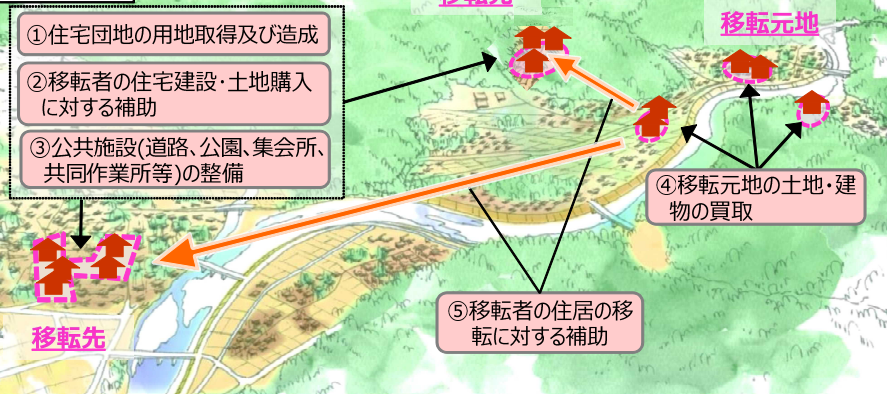 移転元地
①住宅団地の用地取得及び造成
②移転者の住宅建設・土地購入
に対する補助
③公共施設(道路、公園、集会所、
共同作業所等)の整備
④移転元地の土地・建
物の買取
⑤移転者の住居の移
転に対する補助
移転先